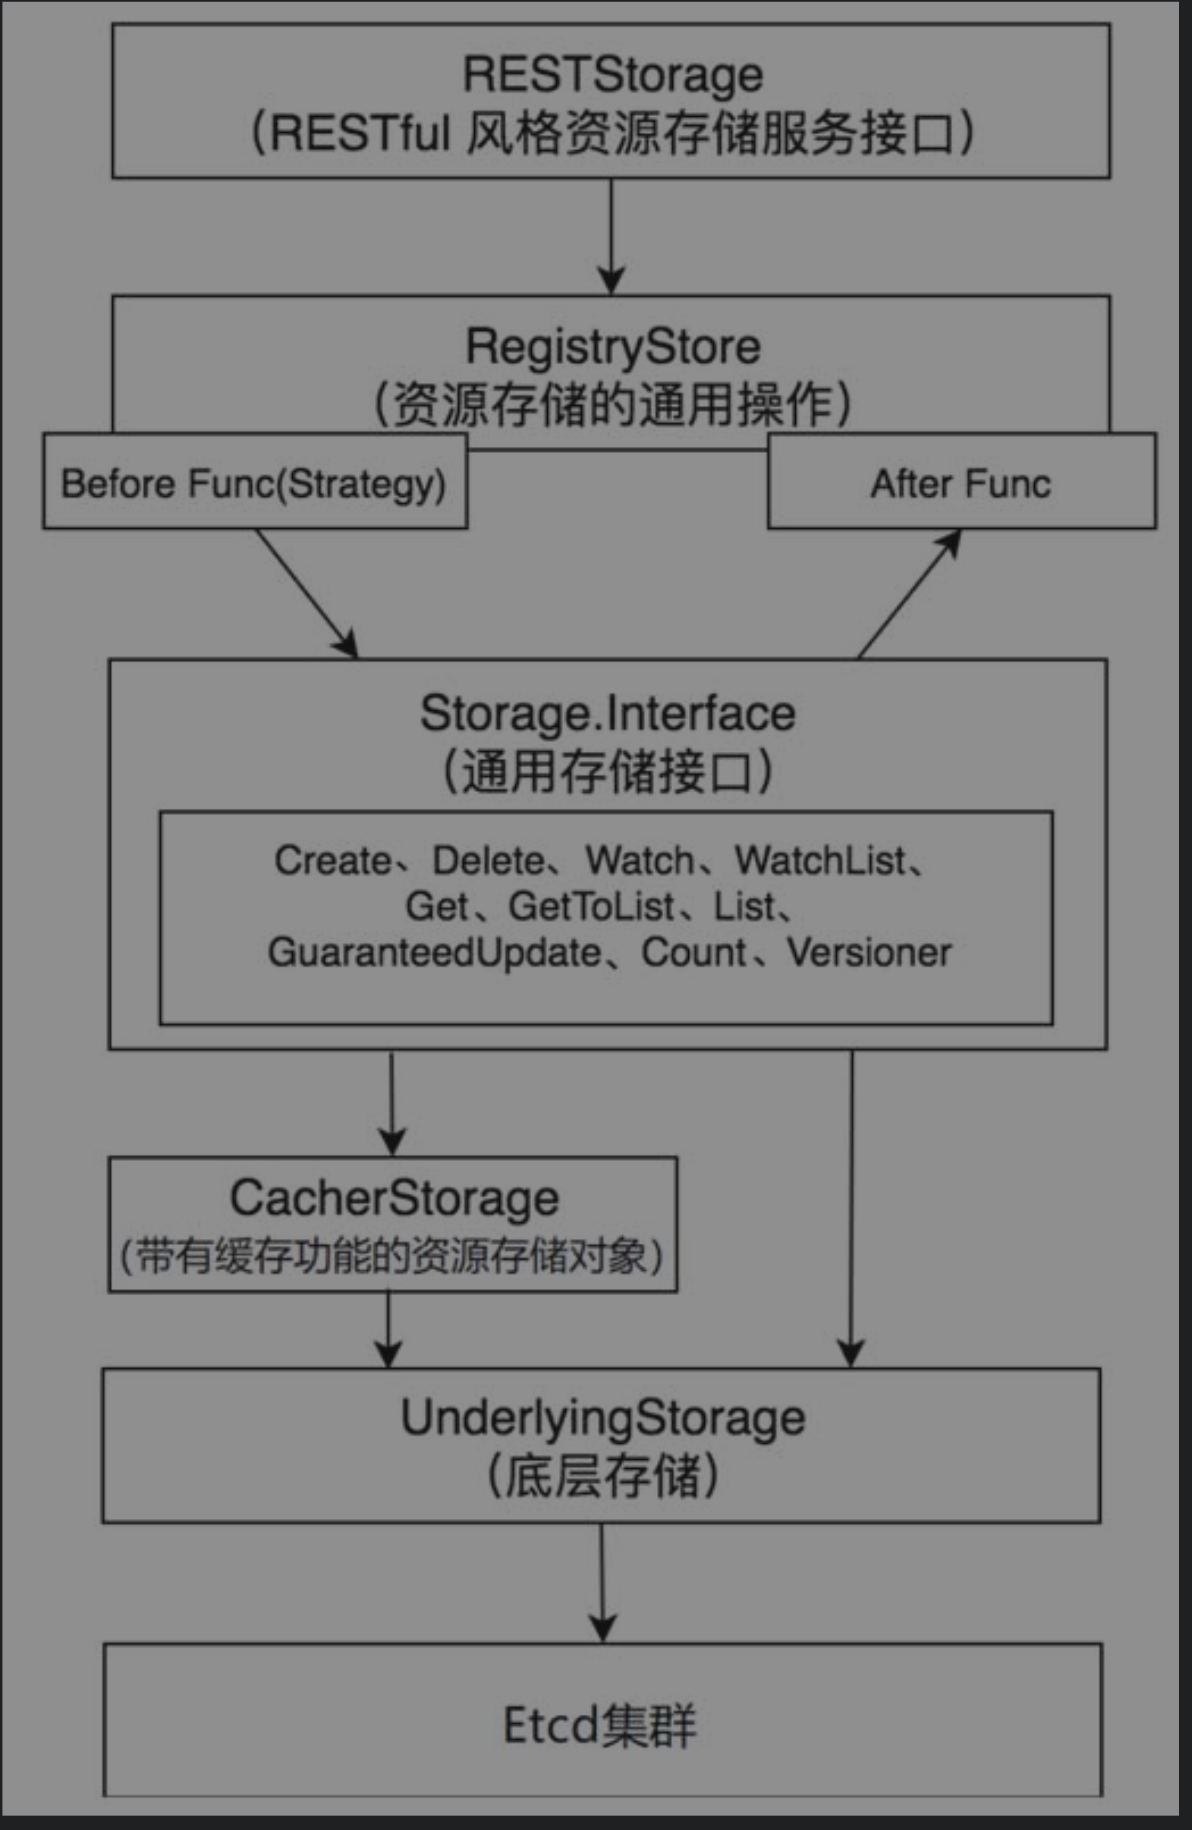 RESTStorage
（RESTful 风格资源存储服务接口）
RegistryStore
（资源存储的通用操作）
Before Func(Strategy)
After Func
Storage.Interface
（通用存储接口）
Create、Delete、Watch、WatchList、
Get、GetToList、List、
GuaranteedUpdate、Count、Versioner
CacherStorage
（带有缓存功能的资源存储对象）
UnderlyingStorage
（底层存储）
Etcd集群